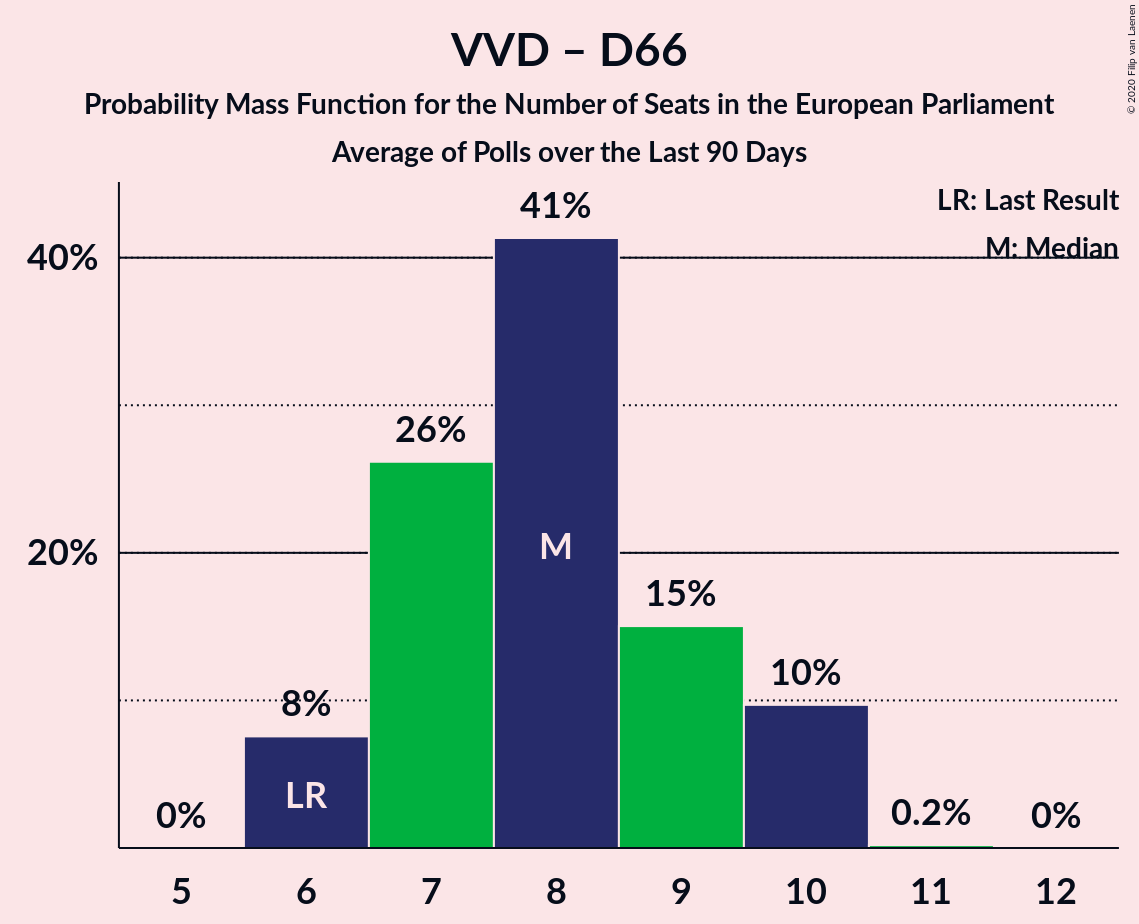 VVD – D66
Probability Mass Function for the Number of Seats in the European Parliament
Average of Polls over the Last 90 Days
© 2020 Filip van Laenen
LR: Last Result
M: Median
40%
20%
0%
8%
26%
41%
15%
10%
0.2%
0%
LR
M
5 6 7 8 9 10 11 12